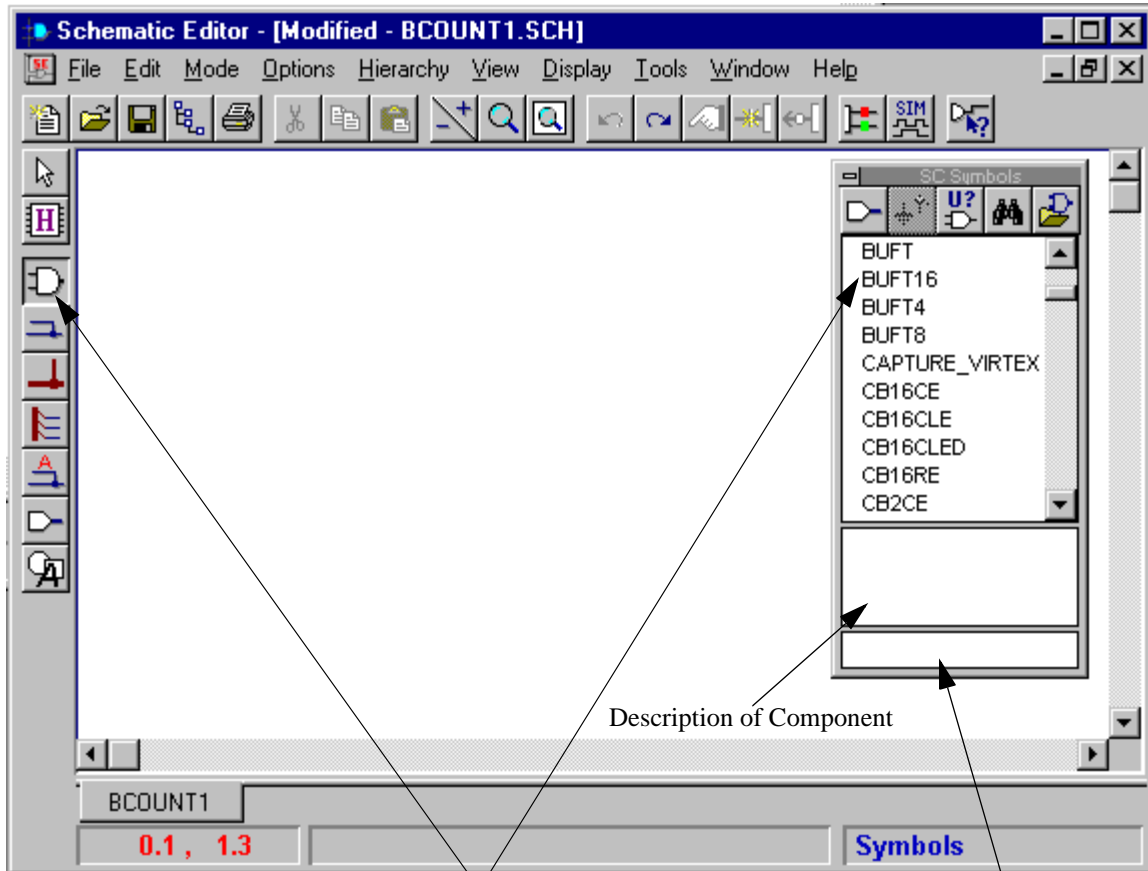 Schematic Editor - [Modified - BCOUNT1.SCH]
File Edit Mode Options Hierarchy View Display Tools Window Help
SIM
SC Symbols
H
U?
BUFT
BUFT16
BUFT4
BUFT8
CAPTURE_VIRTEX
CB16CE
CB16CLE
CB16CLED
CB16RE
CB2CE
A
A
Description of Component
BCOUNT1
0.1 , 1.3
Symbols